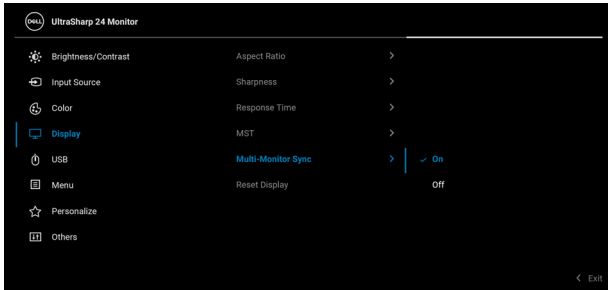 DELL UltraSharp 24 Monitor
Brightness/Contrast Aspect Ratio
Input Source Sharpness
Color Response Time
Display MST
USB Multi-Monitor Sync On
Menu Reset Display Off
Personalize
Others
Exit